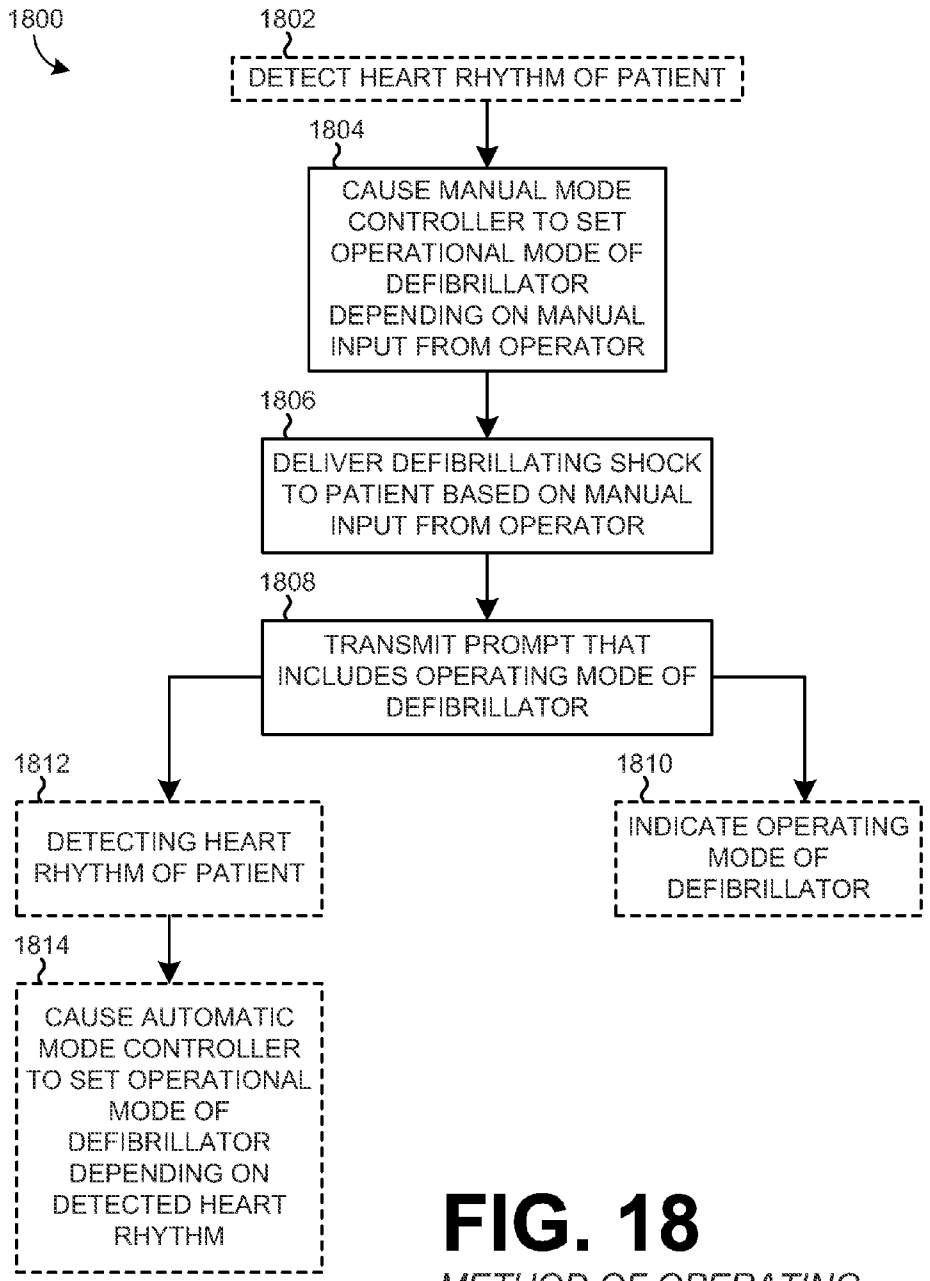 1800
1802
DETECT HEART RHYTHM OF PATIENT
1804
CAUSE MANUAL MODE
CONTROLLER TO SET
OPERATIONAL MODE OF
DEFIBRILLATOR
DEPENDING ON MANUAL
INPUT FROM OPERATOR
1806
DELIVER DEFIBRILLATING SHOCK
TO PATIENT BASED ON MANUAL
INPUT FROM OPERATOR
1808
TRANSMIT PROMPT THAT
INCLUDES OPERATING MODE OF
DEFIBRILLATOR
1812
DETECTING HEART
RHYTHM OF PATIENT
1810
INDICATE OPERATING
MODE OF
DEFIBRILLATOR
1814
CAUSE AUTOMATIC
MODE CONTROLLER
TO SET OPERATIONAL
MODE OF
DEFIBRILLATOR
DEPENDING ON
DETECTED HEART
RHYTHM
FIG. 18
METHOD OF OPERATING